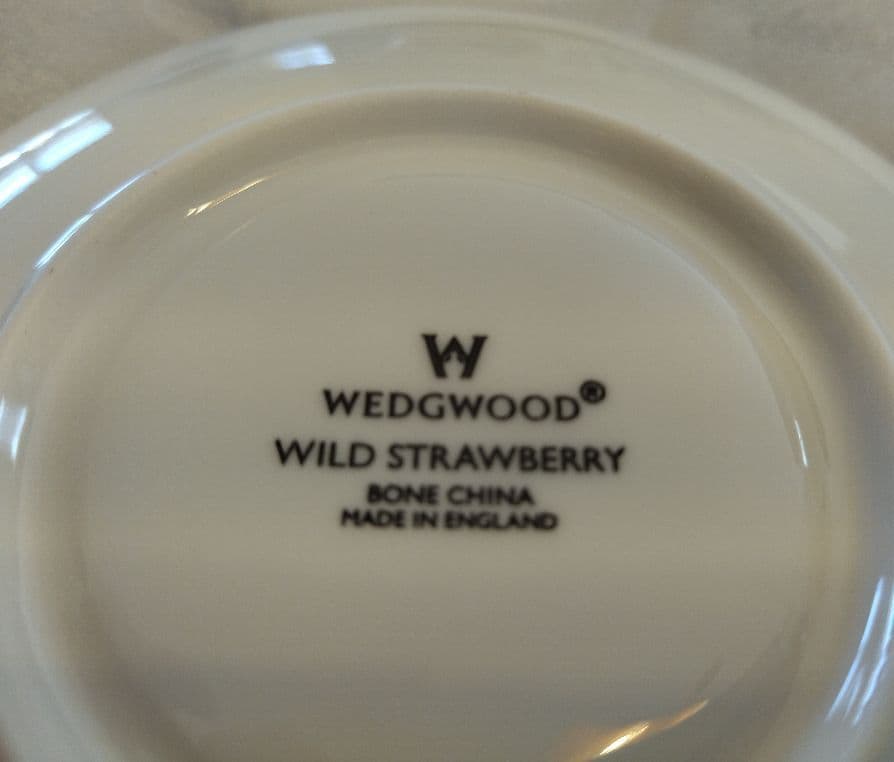 W
WEDGWOOD®
WILD STRAWBERRY
BONE CHINA
MADE IN ENGLAND